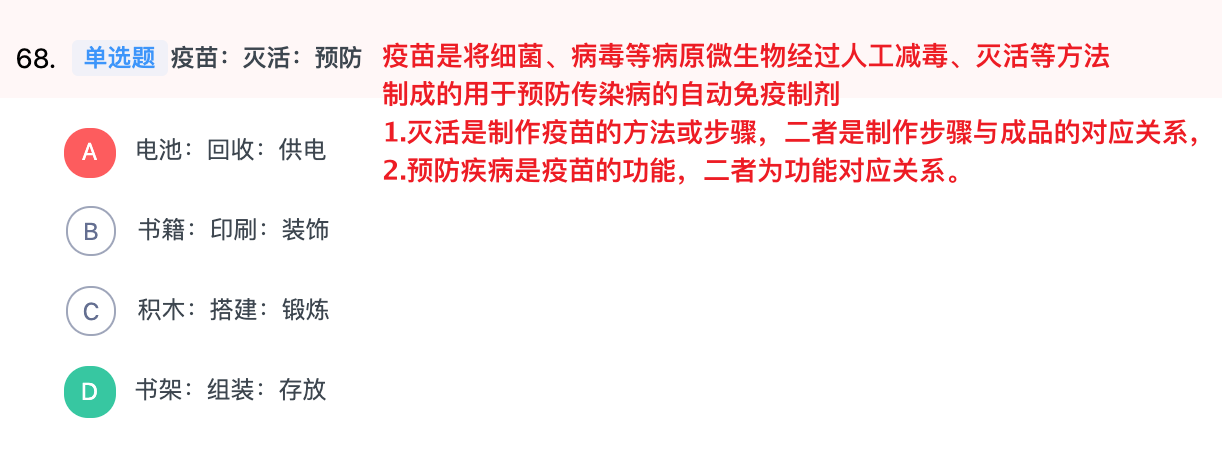 68. 单选题 疫苗：灭活：预防
疫苗是将细菌、病毒等病原微生物经过人工减毒、灭活等方法
制成的用于预防传染病的自动免疫制剂
1.灭活是制作疫苗的方法或步骤，二者是制作步骤与成品的对应关系，
2.预防疾病是疫苗的功能，二者为功能对应关系。
A 电池：回收：供电
B 书籍：印刷：装饰
C 积木：搭建：锻炼
D 书架：组装：存放